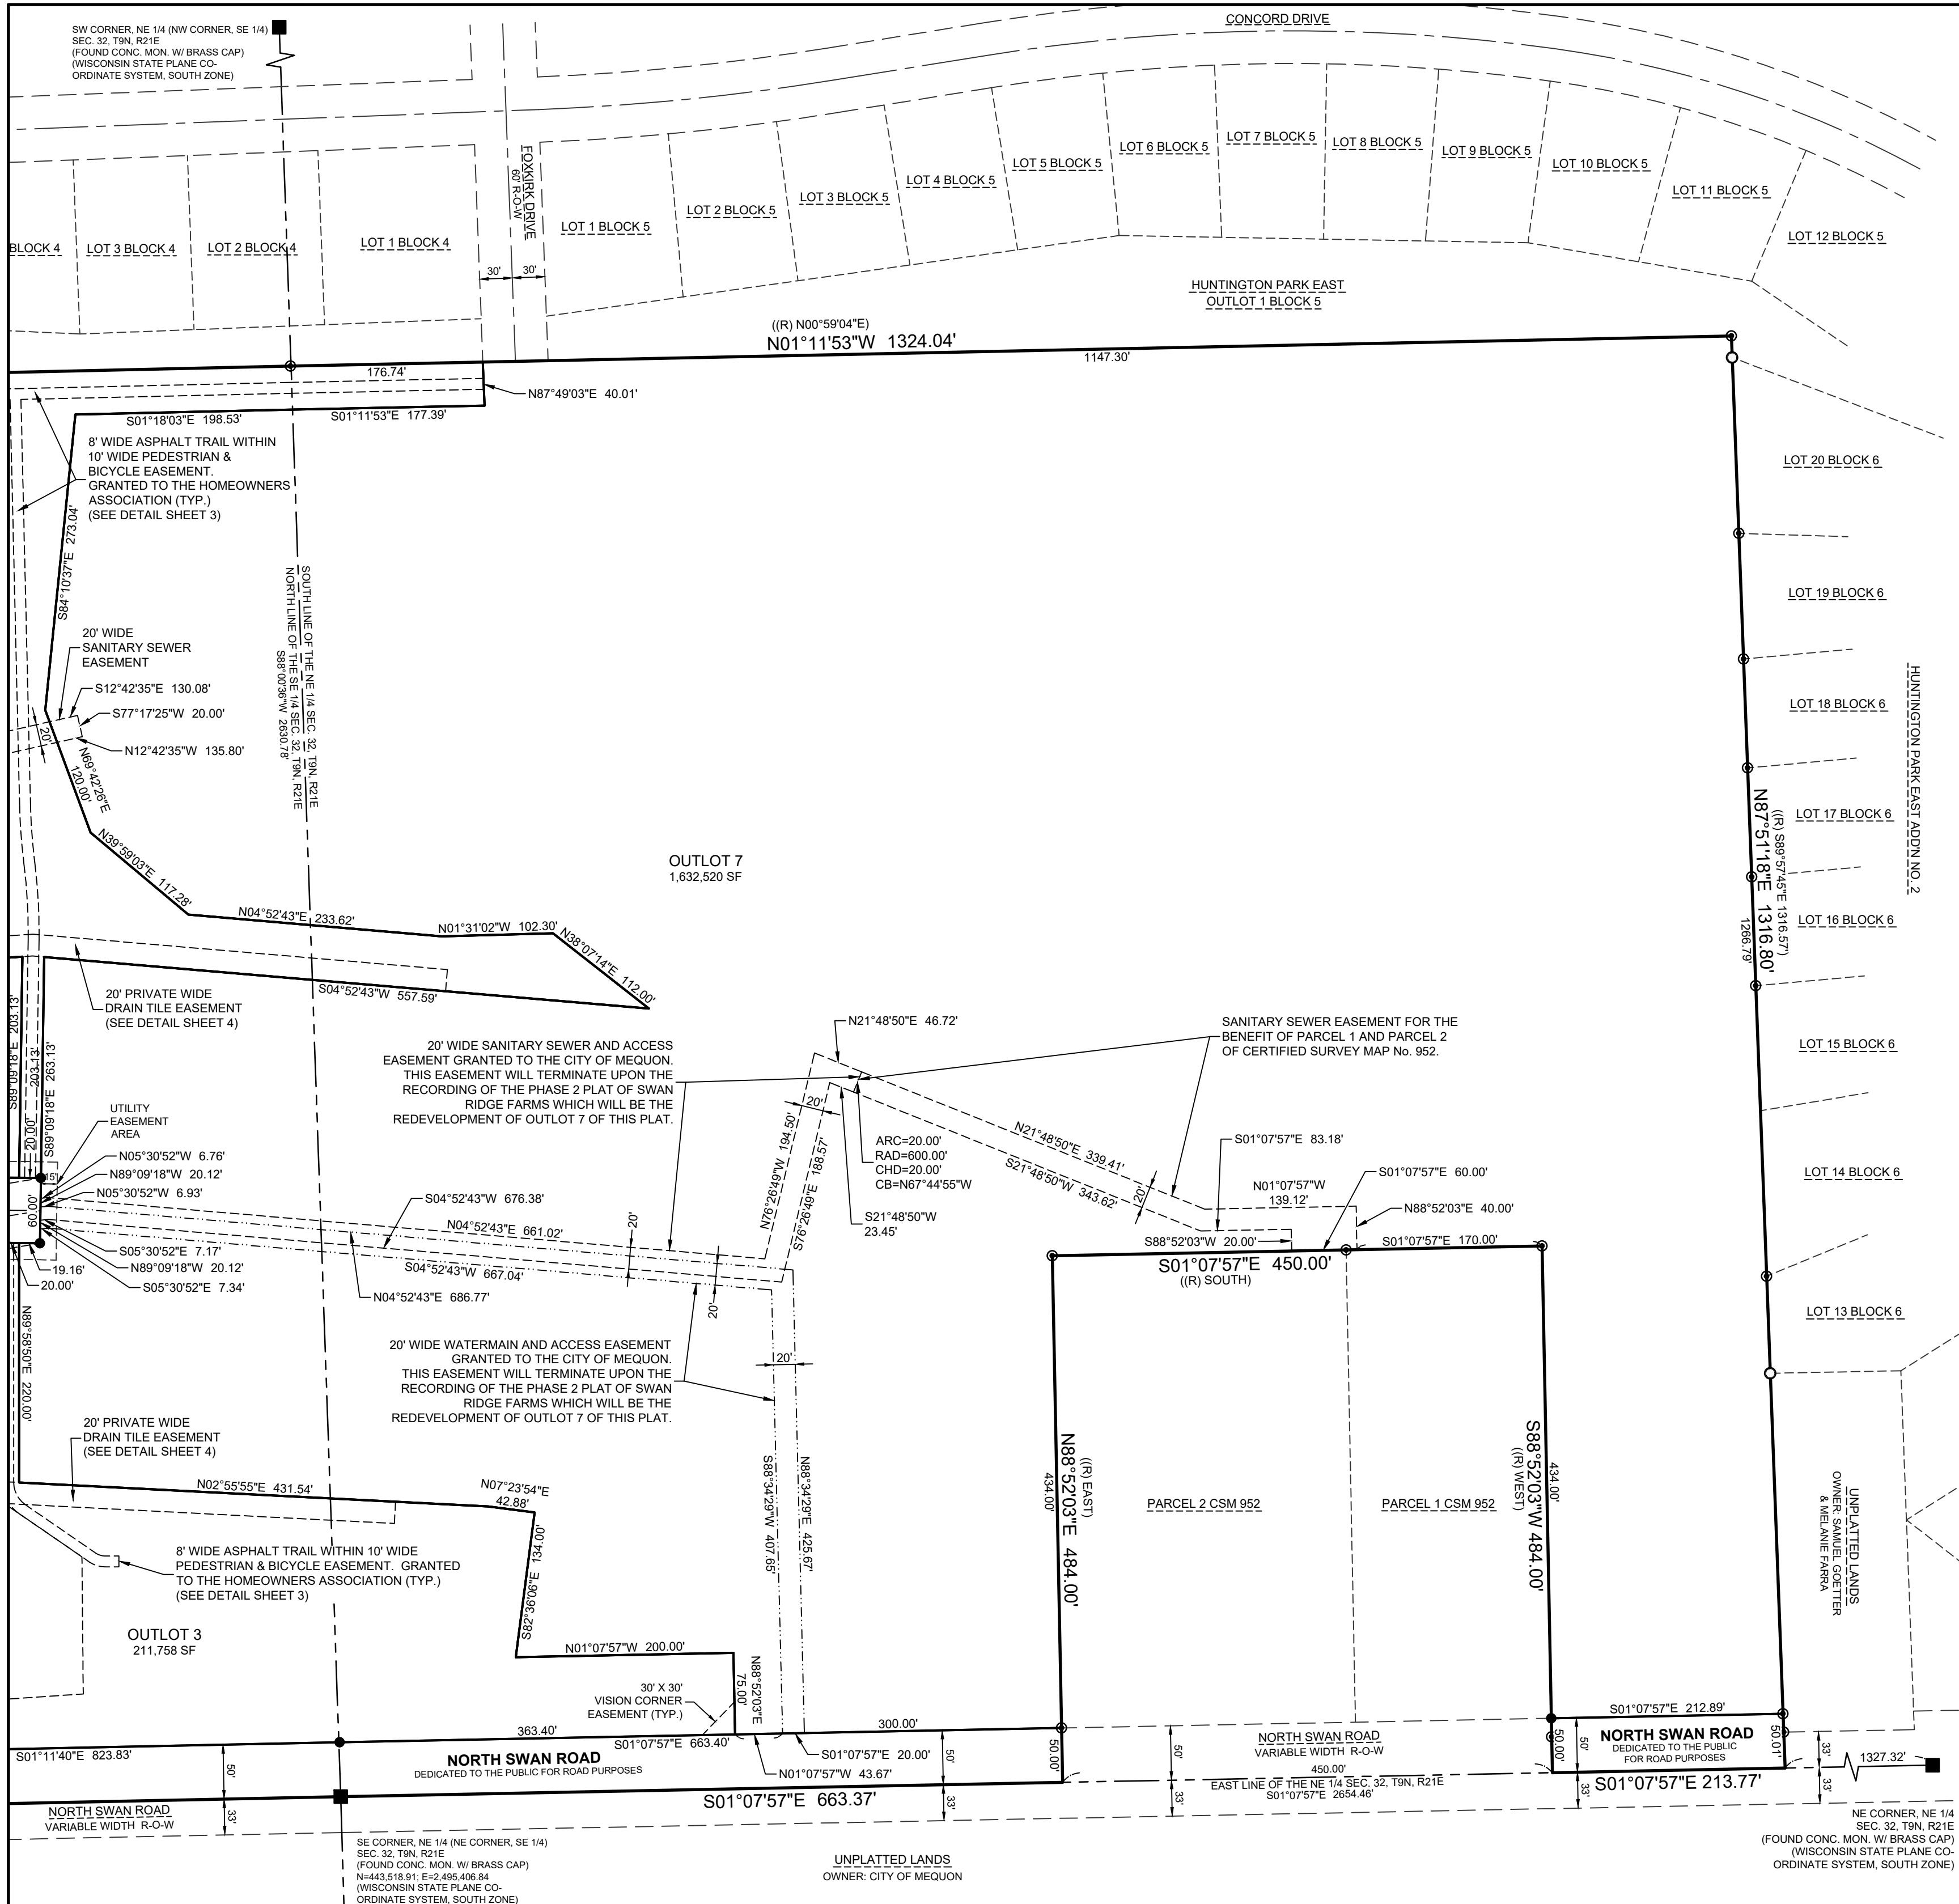 SW CORNER, NE 1/4 (NW CORNER, SE 1/4)
SEC. 32, T9N, R21E
(FOUND CONC. MON. W/ BRASS CAP)
(WISCONSIN STATE PLANE CO-
ORDINATE SYSTEM, SOUTH ZONE)
CONCORD DRIVE
FOXKIRK DRIVE
60' R-O-W
BLOCK 4
LOT 3 BLOCK 4
LOT 2 BLOCK 4
LOT 1 BLOCK 4
30'
30'
LOT 1 BLOCK 5
LOT 2 BLOCK 5
LOT 3 BLOCK 5
LOT 4 BLOCK 5
LOT 5 BLOCK 5
LOT 6 BLOCK 5
LOT 7 BLOCK 5
LOT 8 BLOCK 5
LOT 9 BLOCK 5
LOT 10 BLOCK 5
LOT 11 BLOCK 5
LOT 12 BLOCK 5
HUNTINGTON PARK EAST
OUTLOT 1 BLOCK 5
((R) N00°59'04"E)
N01°11'53"W 1324.04'
1147.30'
176.74'
N87°49'03"E 40.01'
S01°18'03"E 198.53'
S01°11'53"E 177.39'
8' WIDE ASPHALT TRAIL WITHIN
10' WIDE PEDESTRIAN &
BICYCLE EASEMENT.
GRANTED TO THE HOMEOWNERS
ASSOCIATION (TYP.)
(SEE DETAIL SHEET 3)
S84°10'37"E 273.04'
SOUTH LINE OF THE NE 1/4 SEC. 32, T9N, R21E
NORTH LINE OF THE SE 1/4 SEC. 32, T9N, R21E
S88°00'36"W 2630.78'
20' WIDE
SANITARY SEWER
EASEMENT
S12°42'35"E 130.08'
S77°17'25"W 20.00'
20'
N12°42'35"W 135.80'
N69°42'26"E
120.00'
N39°59'03"E 117.28'
N04°52'43"E 233.62'
N01°31'02"W 102.30'
N38°07'14"E 112.00'
S04°52'43"W 557.59'
OUTLOT 7
1,632,520 SF
LOT 20 BLOCK 6
LOT 19 BLOCK 6
LOT 18 BLOCK 6
LOT 17 BLOCK 6
LOT 16 BLOCK 6
LOT 15 BLOCK 6
LOT 14 BLOCK 6
LOT 13 BLOCK 6
HUNTINGTON PARK EAST ADD'N NO. 2
((R) S89°57'45"E 1316.57')
N87°51'18"E 1316.80'
1266.79'
20' PRIVATE WIDE
DRAIN TILE EASEMENT
(SEE DETAIL SHEET 4)
S89°09'18"E 203.13'
203.13'
S89°09'18"E 263.13'
20.00'
UTILITY
EASEMENT
AREA
15'
N05°30'52"W 6.76'
N89°09'18"W 20.12'
N05°30'52"W 6.93'
60.00'
S05°30'52"E 7.17'
N89°09'18"W 20.12'
S05°30'52"E 7.34'
19.16'
20.00'
20' WIDE SANITARY SEWER AND ACCESS
EASEMENT GRANTED TO THE CITY OF MEQUON.
THIS EASEMENT WILL TERMINATE UPON THE
RECORDING OF THE PHASE 2 PLAT OF SWAN
RIDGE FARMS WHICH WILL BE THE
REDEVELOPMENT OF OUTLOT 7 OF THIS PLAT.
N21°48'50"E 46.72'
SANITARY SEWER EASEMENT FOR THE
BENEFIT OF PARCEL 1 AND PARCEL 2
OF CERTIFIED SURVEY MAP No. 952.
20'
N76°26'49"W 194.50'
S76°26'49"E 188.57'
ARC=20.00'
RAD=600.00'
CHD=20.00'
CB=N67°44'55"W
S21°48'50"W
23.45'
N21°48'50"E 339.41'
S21°48'50"W 343.62'
20'
S01°07'57"E 83.18'
S01°07'57"E 60.00'
N01°07'57"W
139.12'
N88°52'03"E 40.00'
S88°52'03"W 20.00'
S01°07'57"E 170.00'
S01°07'57"E 450.00'
((R) SOUTH)
S04°52'43"W 676.38'
N04°52'43"E 661.02'
S04°52'43"W 667.04'
N04°52'43"E 686.77'
20'
20'
20' WIDE WATERMAIN AND ACCESS EASEMENT
GRANTED TO THE CITY OF MEQUON.
THIS EASEMENT WILL TERMINATE UPON THE
RECORDING OF THE PHASE 2 PLAT OF SWAN
RIDGE FARMS WHICH WILL BE THE
REDEVELOPMENT OF OUTLOT 7 OF THIS PLAT.
20'
S88°34'29"W 407.65'
N88°34'29"E 425.67'
N89°58'50"E 220.00'
20' PRIVATE WIDE
DRAIN TILE EASEMENT
(SEE DETAIL SHEET 4)
N02°55'55"E 431.54'
N07°23'54"E
42.88'
S82°36'06"E 134.00'
8' WIDE ASPHALT TRAIL WITHIN 10' WIDE
PEDESTRIAN & BICYCLE EASEMENT. GRANTED
TO THE HOMEOWNERS ASSOCIATION (TYP.)
(SEE DETAIL SHEET 3)
OUTLOT 3
211,758 SF
N01°07'57"W 200.00'
N88°52'03"E
75.00'
30' X 30'
VISION CORNER
EASEMENT (TYP.)
((R) EAST)
N88°52'03"E 484.00'
434.00'
PARCEL 2 CSM 952
PARCEL 1 CSM 952
434.00'
S88°52'03"W 484.00'
((R) WEST)
UNPLATTED LANDS
OWNER: SAMUEL GOETTER
& MELANIE FARRA
S01°11'40"E 823.83'
363.40'
S01°07'57"E 663.40'
300.00'
S01°07'57"E 20.00'
N01°07'57"W 43.67'
50'
33'
50'
33'
50.00'
NORTH SWAN ROAD
DEDICATED TO THE PUBLIC FOR ROAD PURPOSES
S01°07'57"E 663.37'
NORTH SWAN ROAD
VARIABLE WIDTH R-O-W
50'
33'
NORTH SWAN ROAD
VARIABLE WIDTH R-O-W
450.00'
EAST LINE OF THE NE 1/4 SEC. 32, T9N, R21E
S01°07'57"E 2654.46'
S01°07'57"E 212.89'
50.00'
50'
33'
NORTH SWAN ROAD
DEDICATED TO THE PUBLIC
FOR ROAD PURPOSES
50.01'
33'
33'
S01°07'57"E 213.77'
1327.32'
SE CORNER, NE 1/4 (NE CORNER, SE 1/4)
SEC. 32, T9N, R21E
(FOUND CONC. MON. W/ BRASS CAP)
N=443,518.91; E=2,495,406.84
(WISCONSIN STATE PLANE CO-
ORDINATE SYSTEM, SOUTH ZONE)
UNPLATTED LANDS
OWNER: CITY OF MEQUON
NE CORNER, NE 1/4
SEC. 32, T9N, R21E
(FOUND CONC. MON. W/ BRASS CAP)
(WISCONSIN STATE PLANE CO-
ORDINATE SYSTEM, SOUTH ZONE)